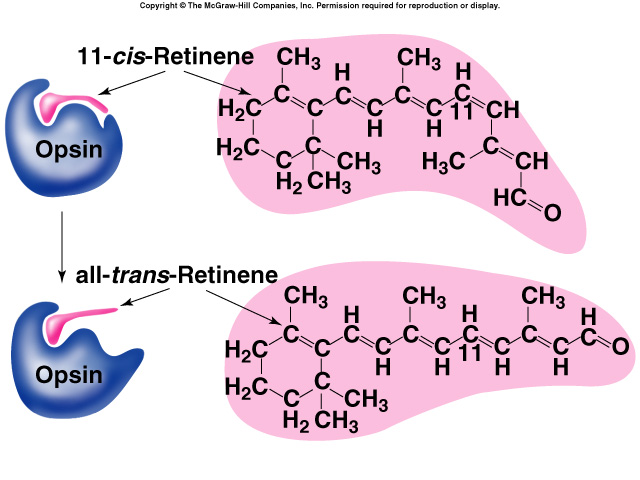 Copyright © The McGraw-Hill Companies, Inc. Permission required for reproduction or display.
11-cis-Retinene
Opsin
CH3
H
CH3
H
H2C
C
C
C
C
C
C
C
11
CH
H
H
H2C
C
C
CH3
H3C
C
CH
H2
CH3
HC
O
all-trans-Retinene
Opsin
CH3
H
CH3
H
CH3
H
H2C
C
C
C
C
C
C
C
11
C
C
C
C
O
H
H
H
H
H2C
C
C
CH3
H2
CH3